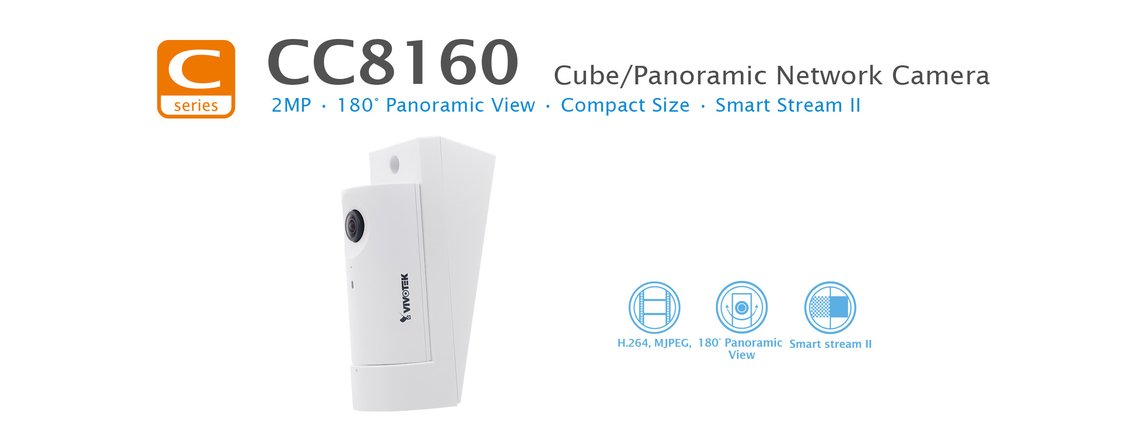 C
series
CC8160
Cube/Panoramic Network Camera
2MP · 180° Panoramic View · Compact Size · Smart Stream II
VIVOTEK
H.264, MJPEG,
180° Panoramic
View
Smart stream II